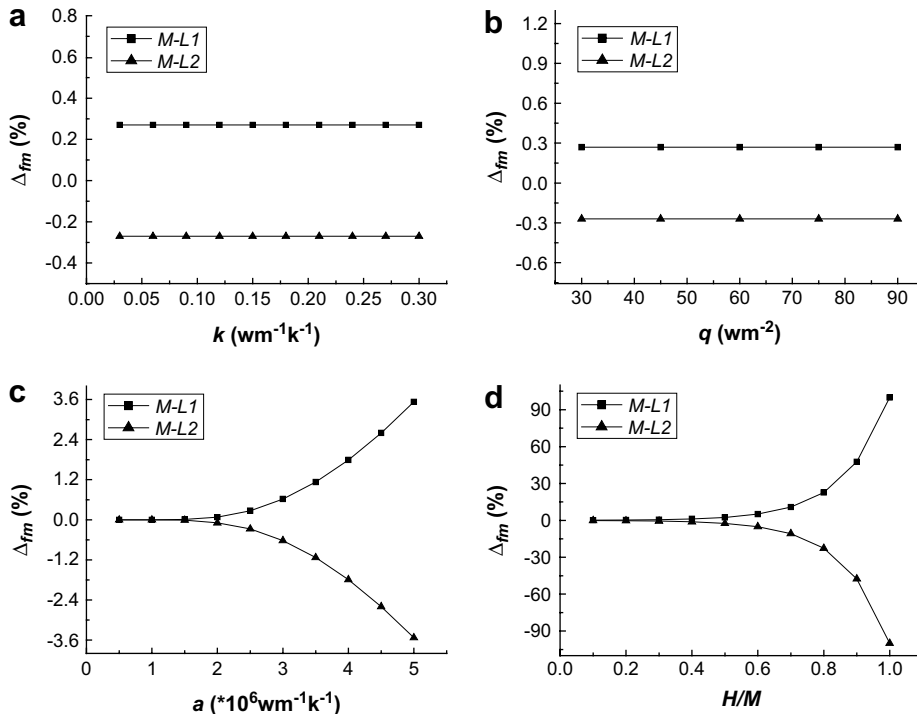 a
0.8
0.6
0.4
0.2
0.0
-0.2
-0.4
Δfm (%)
M-L1
M-L2
0.00 0.05 0.10 0.15 0.20 0.25 0.30
k (wm⁻¹k⁻¹)
b
1.2
0.9
0.6
0.3
0.0
-0.3
-0.6
Δfm (%)
M-L1
M-L2
30 40 50 60 70 80 90
q (wm⁻²)
c
3.6
2.4
1.2
0.0
-1.2
-2.4
-3.6
Δfm (%)
M-L1
M-L2
0 1 2 3 4 5
a (*10⁶wm⁻¹k⁻¹)
d
90
60
30
0
-30
-60
-90
Δfm (%)
M-L1
M-L2
0.0 0.2 0.4 0.6 0.8 1.0
H/M